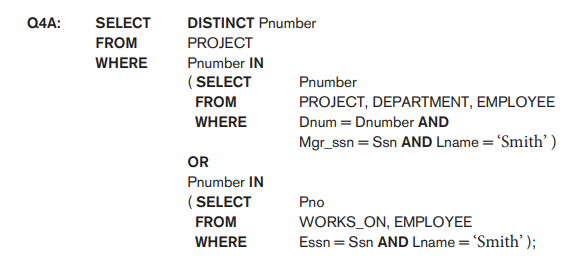 Q4A: SELECT DISTINCT Pnumber
FROM PROJECT
WHERE Pnumber IN
( SELECT Pnumber
FROM PROJECT, DEPARTMENT, EMPLOYEE
WHERE Dnum = Dnumber AND
Mgr_ssn = Ssn AND Lname = ‘Smith’ )
OR
Pnumber IN
( SELECT Pno
FROM WORKS_ON, EMPLOYEE
WHERE Essn = Ssn AND Lname = ‘Smith’ );